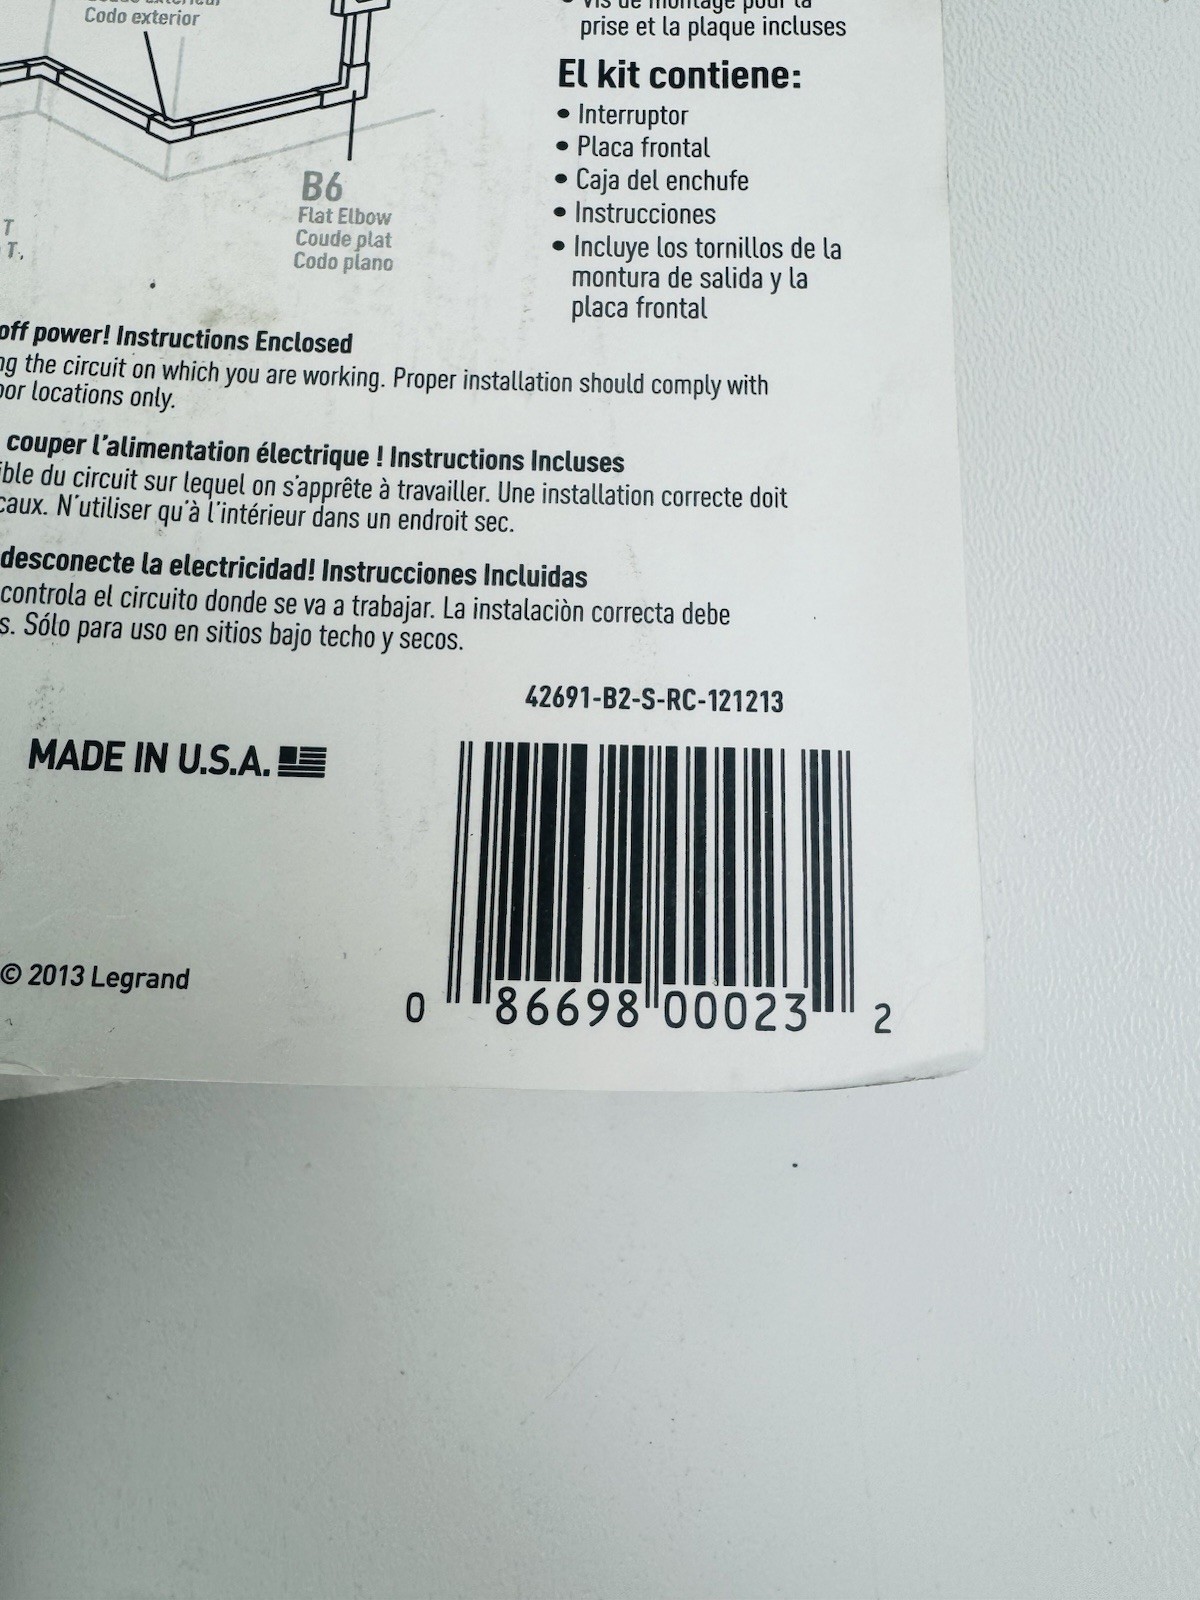 Codo exterior
prise et la plaque incluses
El kit contiene:
• Interruptor
• Placa frontal
• Caja del enchufe
• Instrucciones
• Incluye los tornillos de la
montura de salida y la
placa frontal
B6
Flat Elbow
Coude plat
Codo plano
T
T,
off power! Instructions Enclosed
the circuit on which you are working. Proper installation should comply with
locations only.
couper l'alimentation électrique ! Instructions Incluses
du circuit sur lequel on s'apprête à travailler. Une installation correcte doit
N'utiliser qu'à l'intérieur dans un endroit sec.
desconecte la electricidad! Instrucciones Incluidas
controla el circuito donde se va a trabajar. La instalaciòn correcta debe
s. Sólo para uso en sitios bajo techo y secos.
42691-B2-S-RC-121213
MADE IN U.S.A.
© 2013 Legrand
0 86698 00023 2